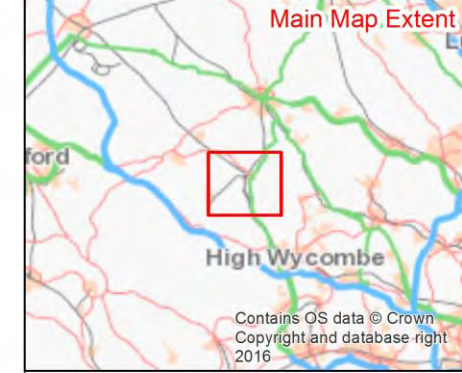 Main Map Extent
ford
High Wycombe
Contains OS data © Crown
Copyright and database right
2016